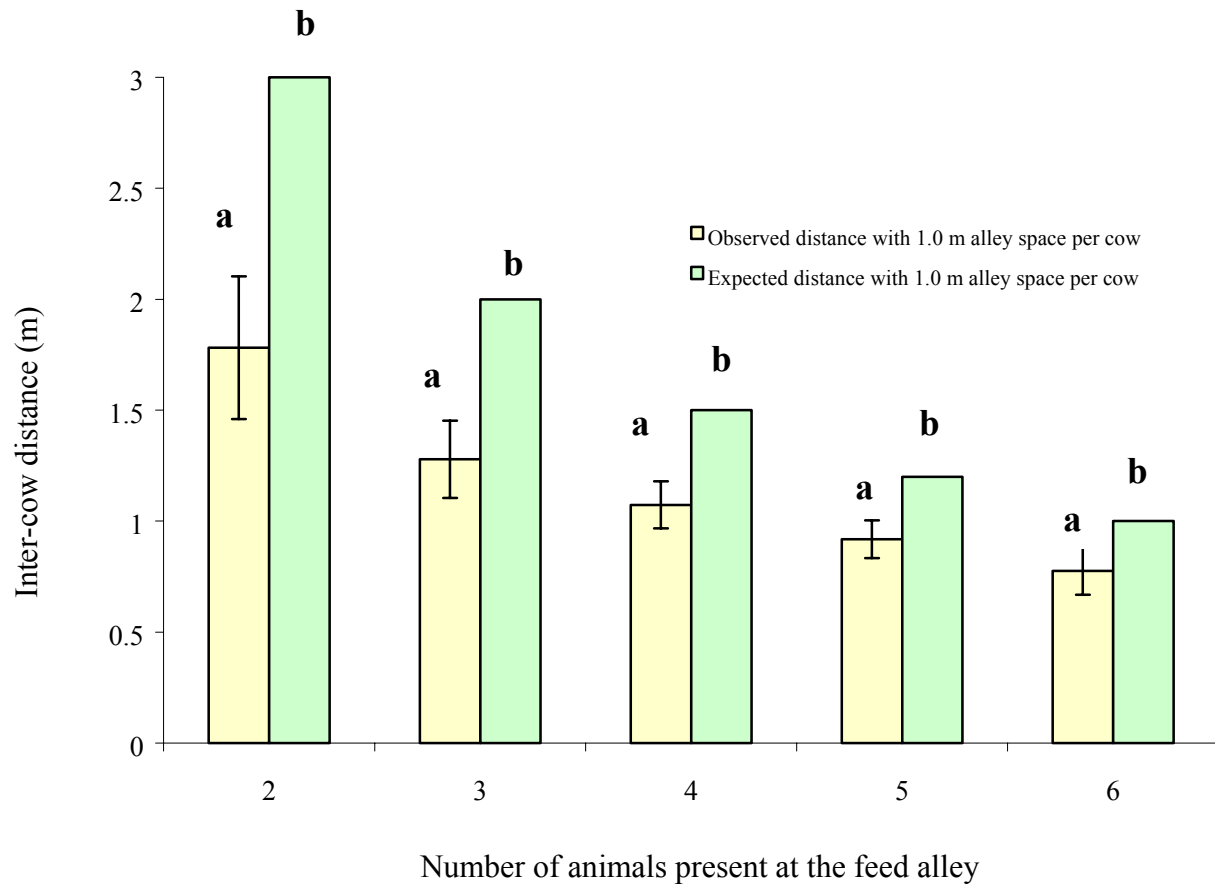 b
3
2.5
a
Observed distance with 1.0 m alley space per cow
b
Expected distance with 1.0 m alley space per cow
2
a
b
a
1.5
b
a
b
a
1
0.5
0
Inter-cow distance (m)
2 3 4 5 6
Number of animals present at the feed alley